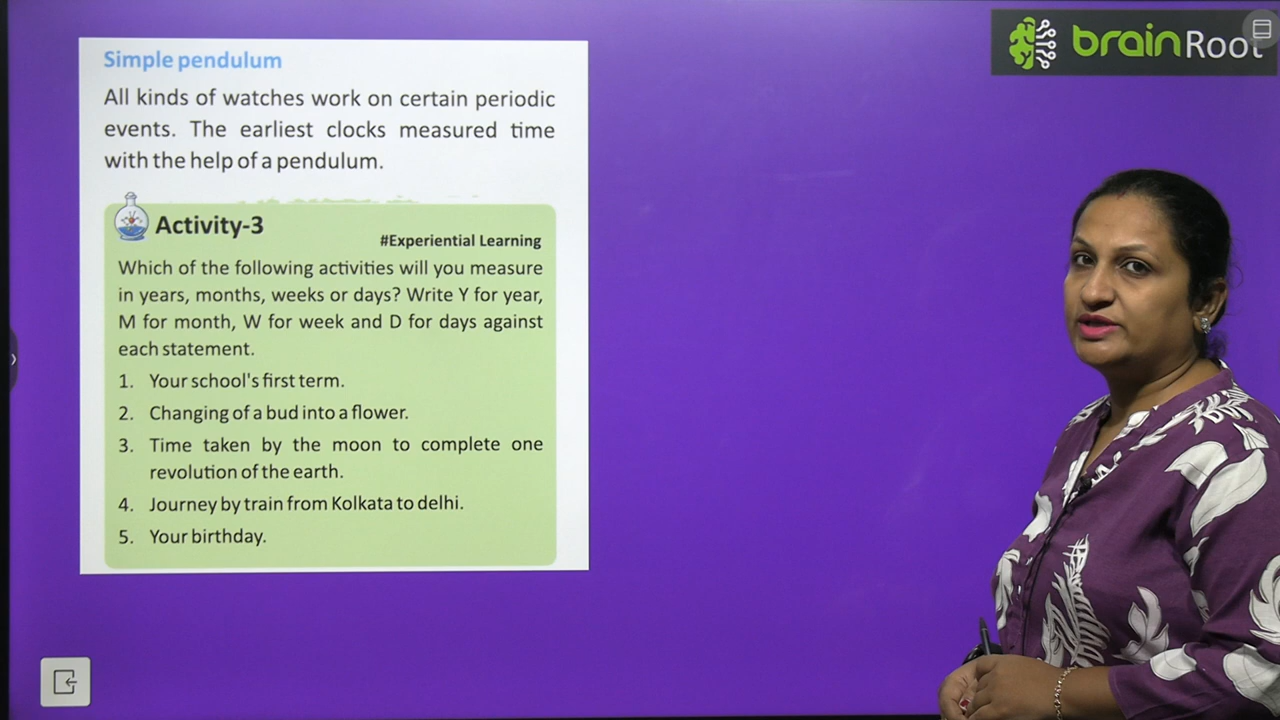 brainRoot
Simple pendulum
All kinds of watches work on certain periodic
events. The earliest clocks measured time
with the help of a pendulum.
Activity-3
#Experiential Learning
Which of the following activities will you measure
in years, months, weeks or days? Write Y for year,
M for month, W for week and D for days against
each statement.
1. Your school's first term.
2. Changing of a bud into a flower.
3. Time taken by the moon to complete one
revolution of the earth.
4. Journey by train from Kolkata to delhi.
5. Your birthday.